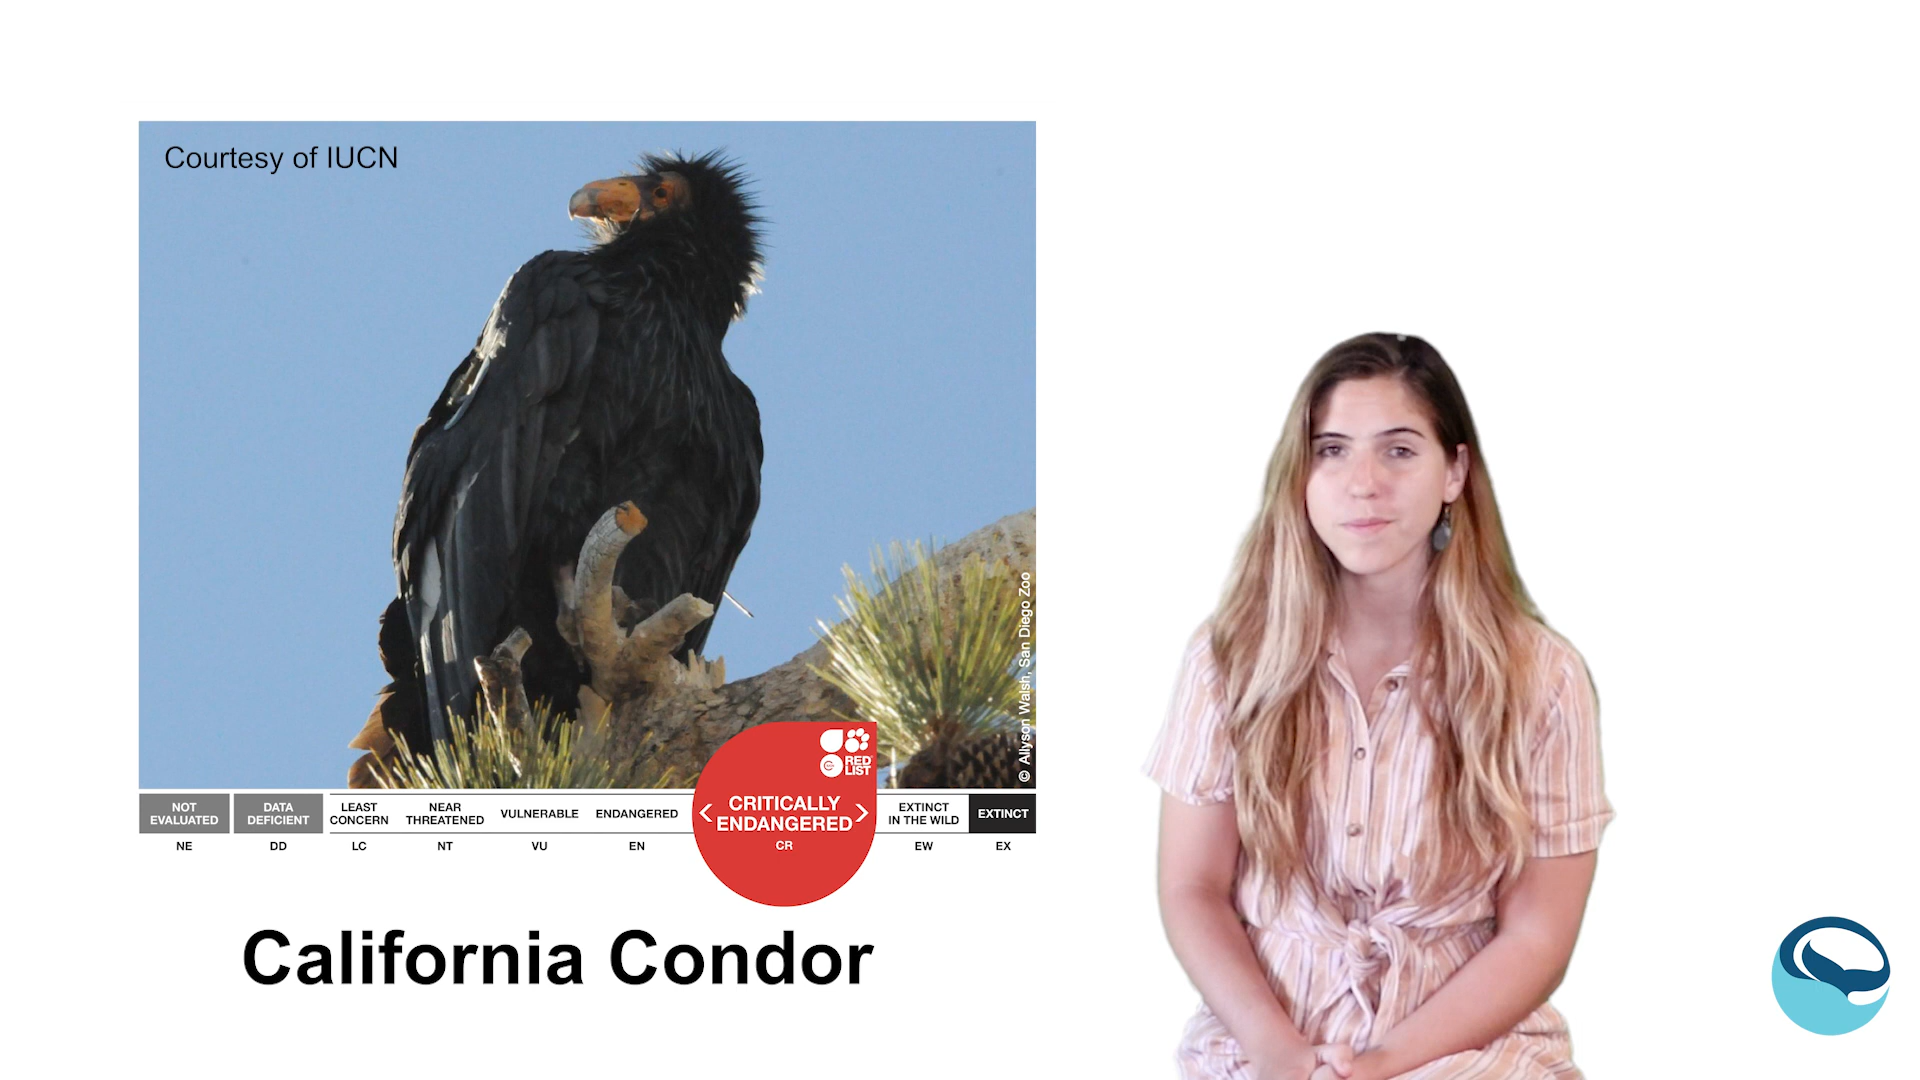 Courtesy of IUCN
© Allyson Walsh, San Diego Zoo
RED
LIST
NOT
EVALUATED
DATA
DEFICIENT
LEAST
CONCERN
NEAR
THREATENED
VULNERABLE
ENDANGERED
CRITICALLY
ENDANGERED
EXTINCT
IN THE WILD
EXTINCT
NE
DD
LC
NT
VU
EN
CR
EW
EX
California Condor